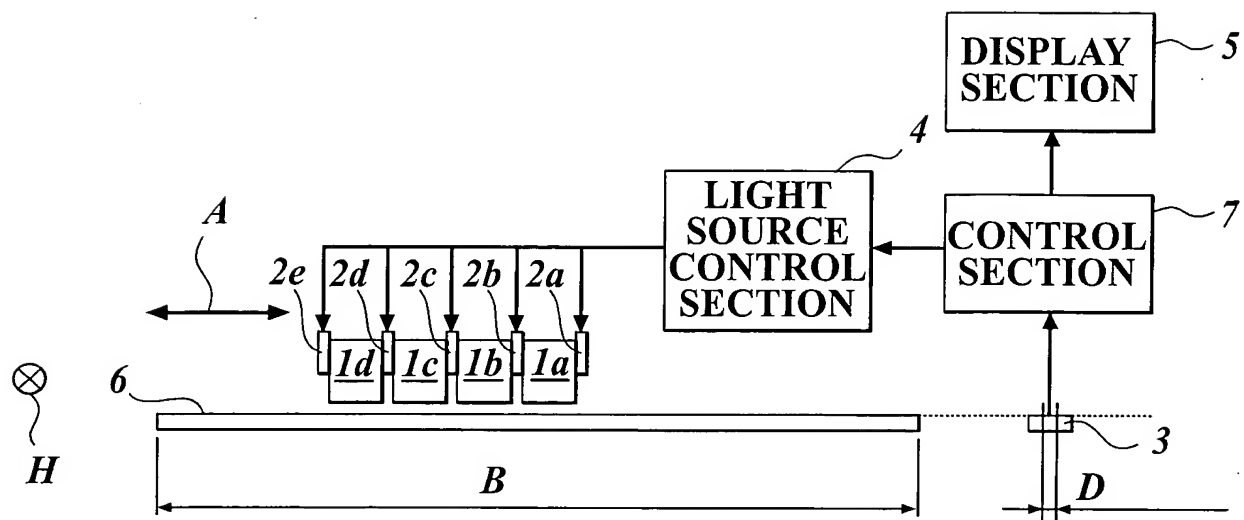 DISPLAY
SECTION
5
4
LIGHT
SOURCE
CONTROL
SECTION
CONTROL
SECTION
7
A
2e
2d
2c
2b
2a
1d
1c
1b
1a
6
H
3
B
D